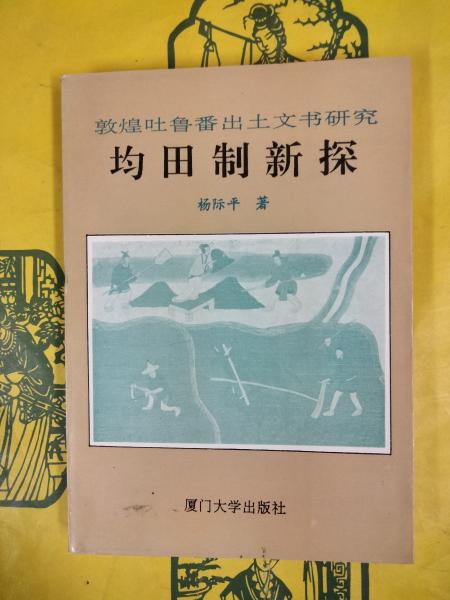 敦煌吐鲁番出土文书研究
均田制新探
杨际平 著
厦门大学出版社